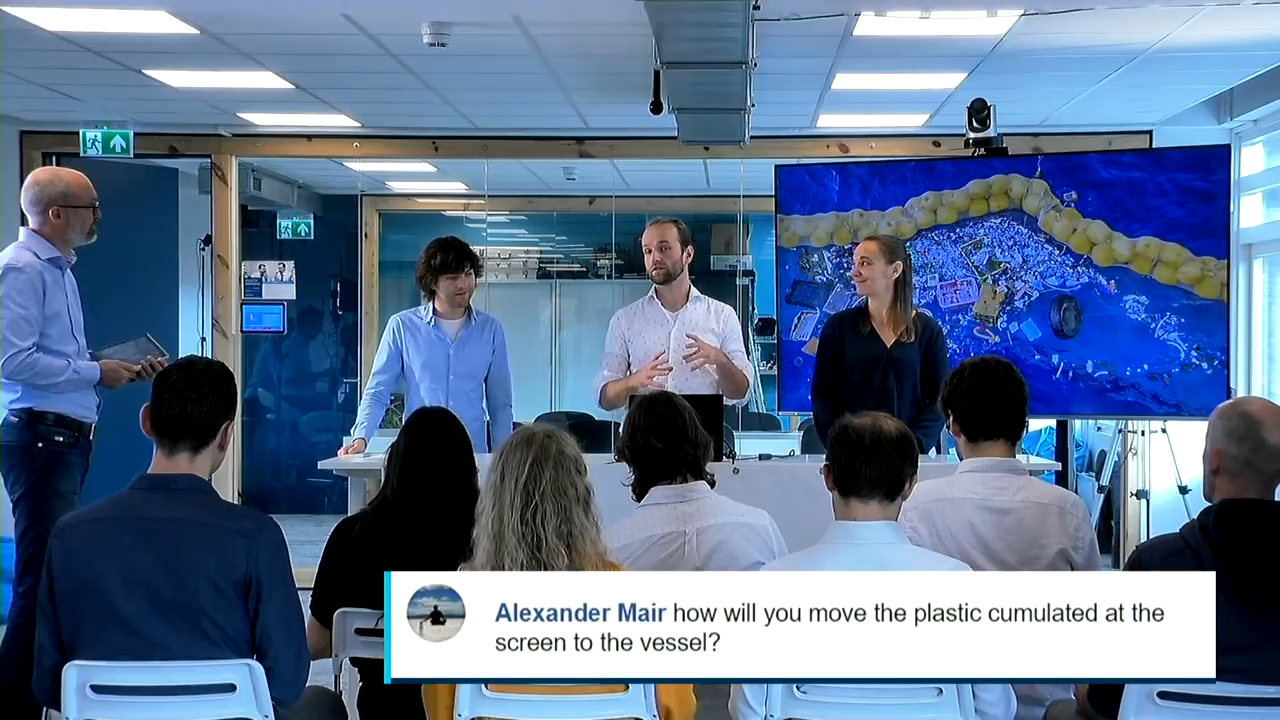 Alexander Mair how will you move the plastic cumulated at the
screen to the vessel?